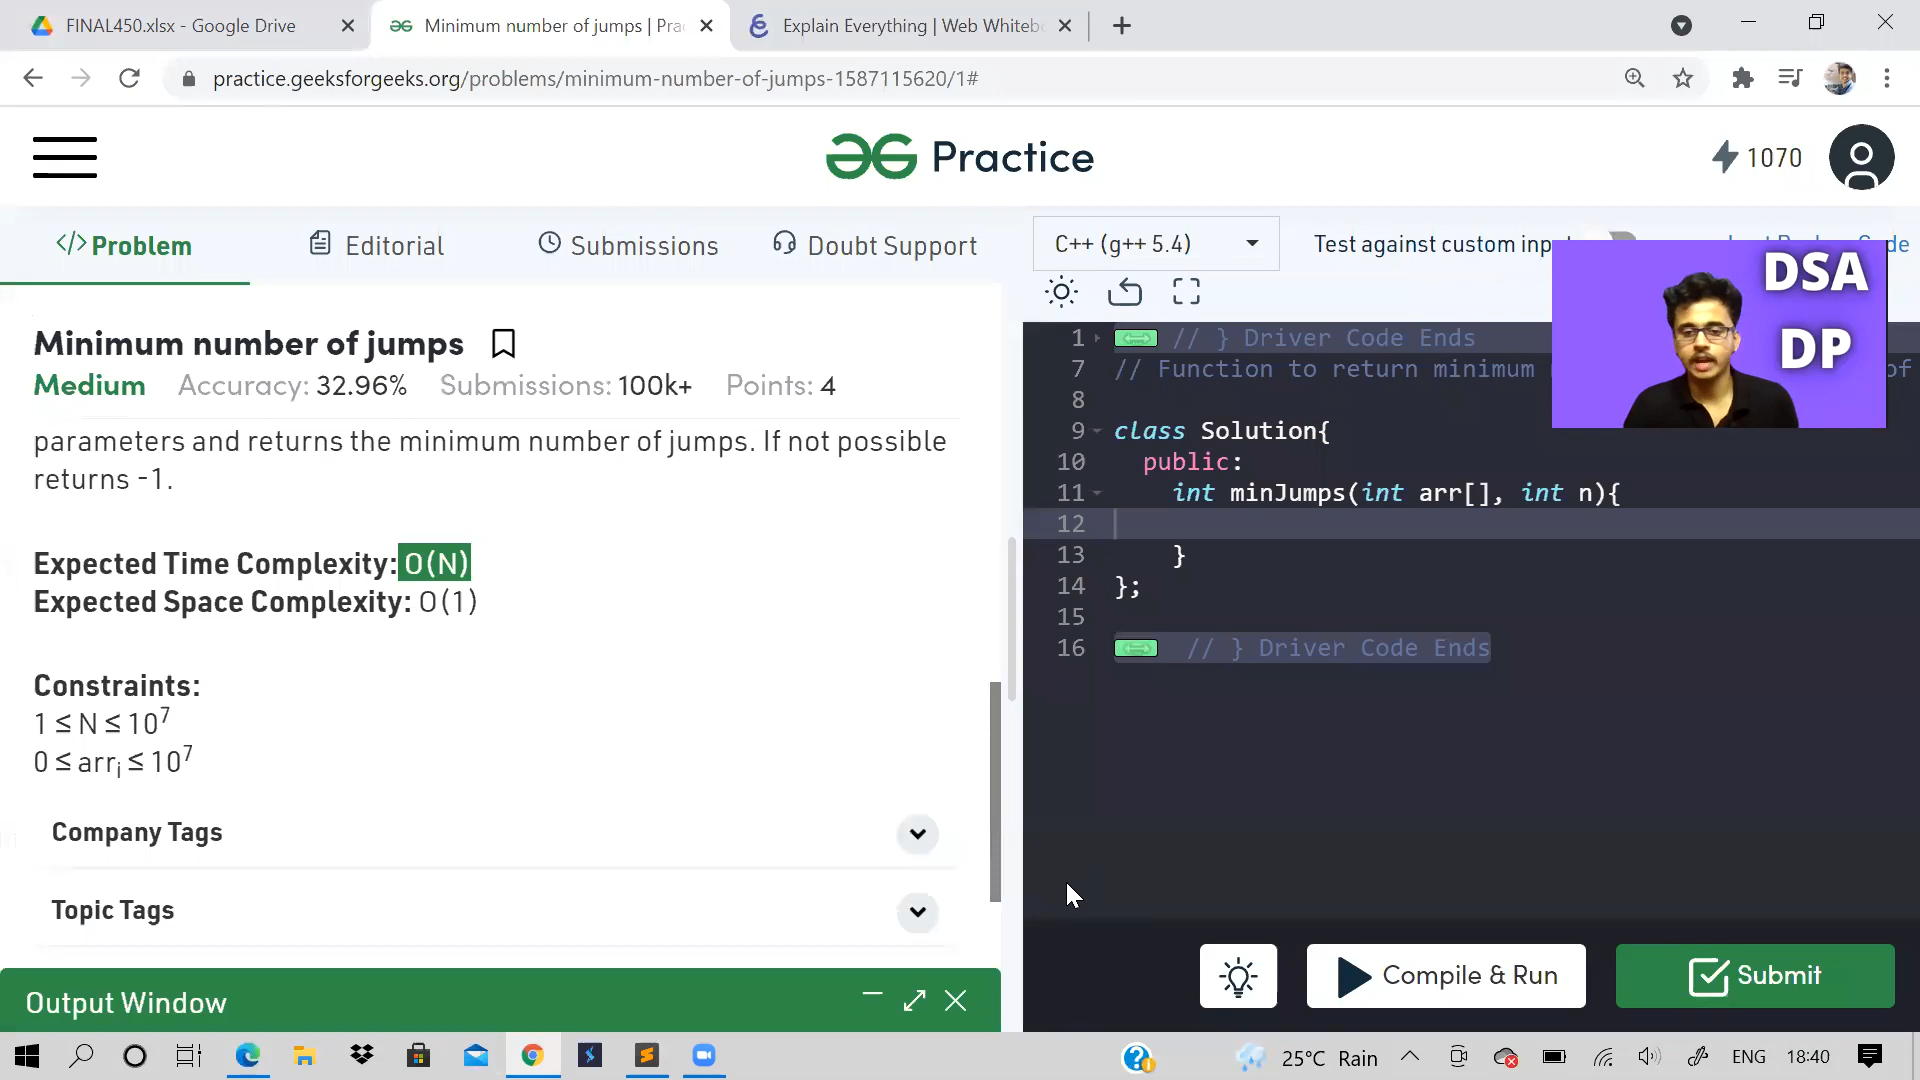 FINAL450.xlsx - Google Drive
Minimum number of jumps | Pra
Explain Everything | Web Whiteb
practice.geeksforgeeks.org/problems/minimum-number-of-jumps-1587115620/1#
Practice
1070
</> Problem
Editorial
Submissions
Doubt Support
C++ (g++ 5.4)
Test against custom inp
de
DSA
DP
Minimum number of jumps
Medium Accuracy: 32.96% Submissions: 100k+ Points: 4
parameters and returns the minimum number of jumps. If not possible
returns -1.
Expected Time Complexity: O(N)
Expected Space Complexity: O(1)
Constraints:
1 ≤ N ≤ 10⁷
0 ≤ arrᵢ ≤ 10⁷
Company Tags
Topic Tags
Output Window
1 // } Driver Code Ends
7 // Function to return minimum of
8
9 class Solution{
10 public:
11 int minJumps(int arr[], int n){
12
13 }
14 };
15
16 // } Driver Code Ends
Compile & Run
Submit
25°C Rain
ENG
18:40